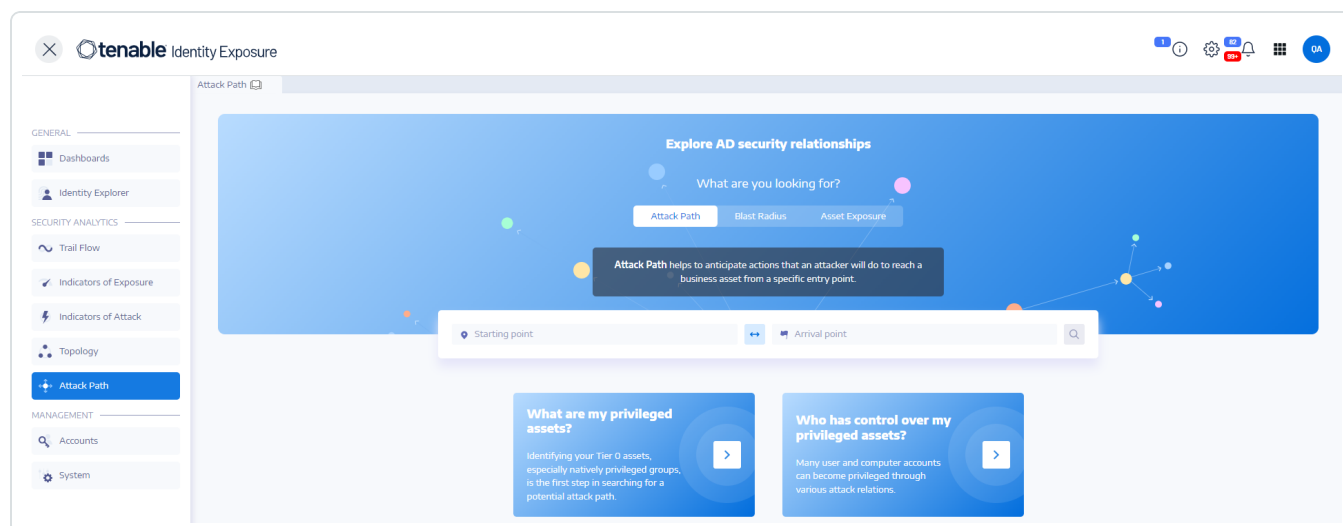 tenable Identity Exposure
1
82
99+
QA
Attack Path
GENERAL
Dashboards
Identity Explorer
SECURITY ANALYTICS
Trail Flow
Indicators of Exposure
Indicators of Attack
Topology
Attack Path
MANAGEMENT
Accounts
System
Explore AD security relationships
What are you looking for?
Attack Path
Blast Radius
Asset Exposure
Attack Path helps to anticipate actions that an attacker will do to reach a
business asset from a specific entry point.
Starting point
Arrival point
What are my privileged
assets?
Identifying your Tier 0 assets,
especially natively privileged groups,
is the first step in searching for a
potential attack path.
Who has control over my
privileged assets?
Many user and computer accounts
can become privileged through
various attack relations.